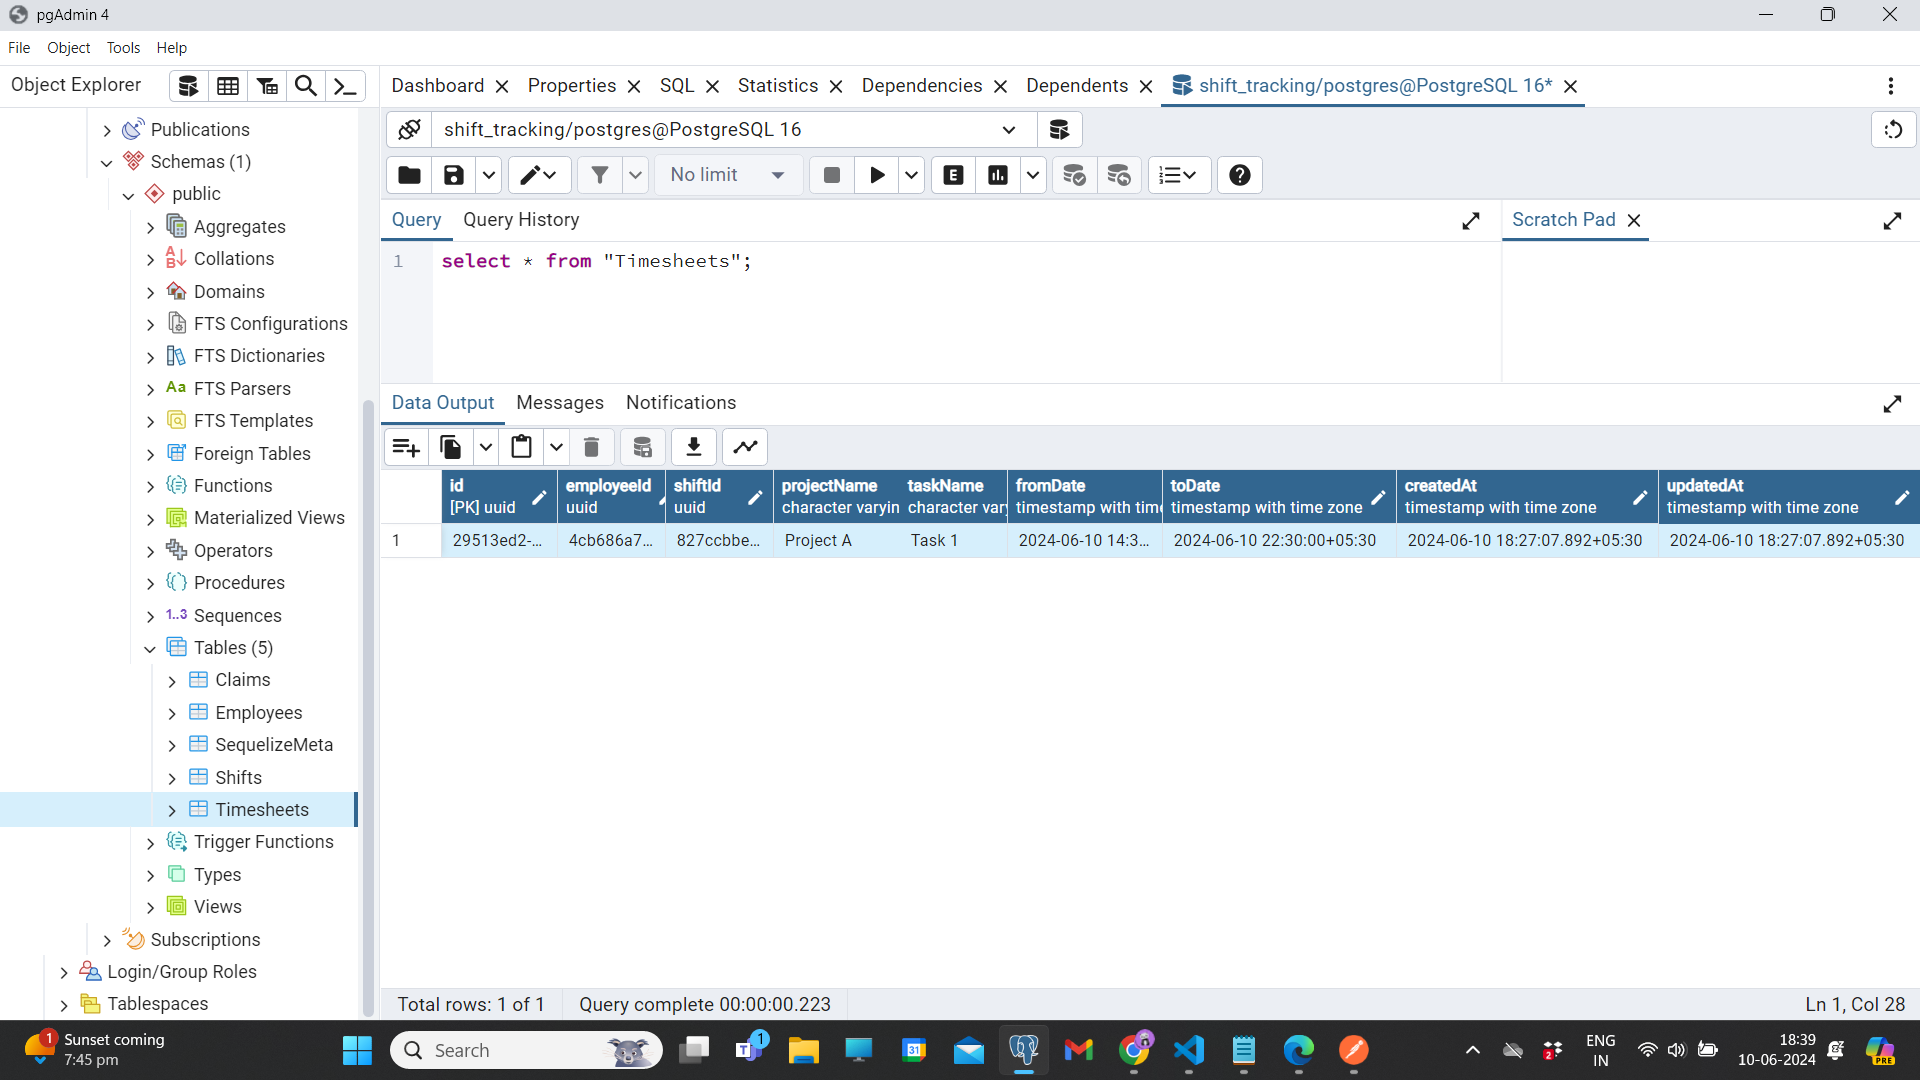 pgAdmin 4
File Object Tools Help
Object Explorer
Dashboard Properties SQL Statistics Dependencies Dependents shift_tracking/postgres@PostgreSQL 16*
Publications
Schemas (1)
public
Aggregates
Collations
Domains
FTS Configurations
FTS Dictionaries
Aa FTS Parsers
FTS Templates
Foreign Tables
Functions
Materialized Views
Operators
Procedures
1..3 Sequences
Tables (5)
Claims
Employees
SequelizeMeta
Shifts
Timesheets
Trigger Functions
Types
Views
Subscriptions
Login/Group Roles
Tablespaces
shift_tracking/postgres@PostgreSQL 16
No limit E
Query Query History Scratch Pad
1 select * from "Timesheets";
Data Output Messages Notifications
id employeeId shiftId projectName taskName fromDate toDate createdAt updatedAt
[PK] uuid uuid uuid character varyin character var timestamp with tim timestamp with time zone timestamp with time zone timestamp with time zone
1 29513ed2-... 4cb686a7... 827ccbbe... Project A Task 1 2024-06-10 14:3... 2024-06-10 22:30:00+05:30 2024-06-10 18:27:07.892+05:30 2024-06-10 18:27:07.892+05:30
Total rows: 1 of 1 Query complete 00:00:00.223 Ln 1, Col 28
1 Sunset coming
7:45 pm
Search
1
31
2
ENG
IN
18:39
10-06-2024
PRE